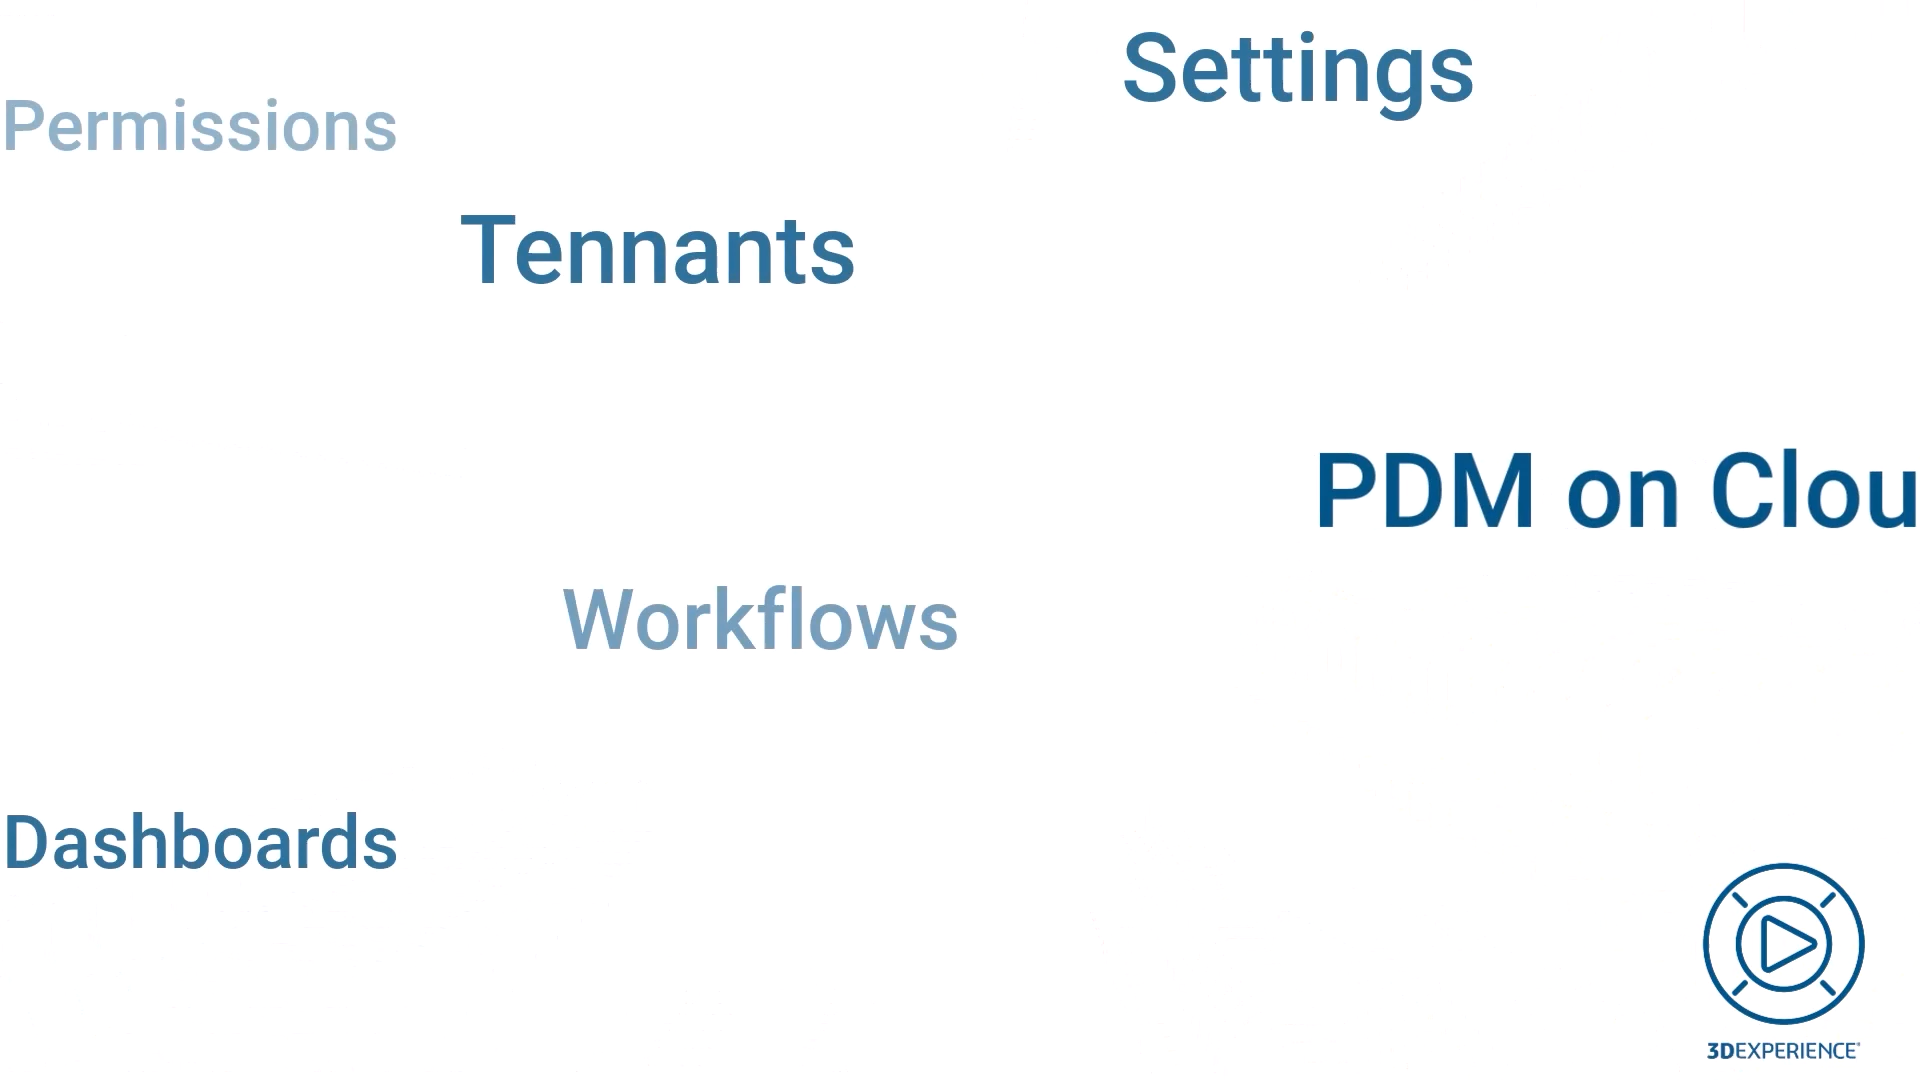 Settings
Permissions
Tennants
PDM on Clou
Workflows
Dashboards
3DEXPERIENCE